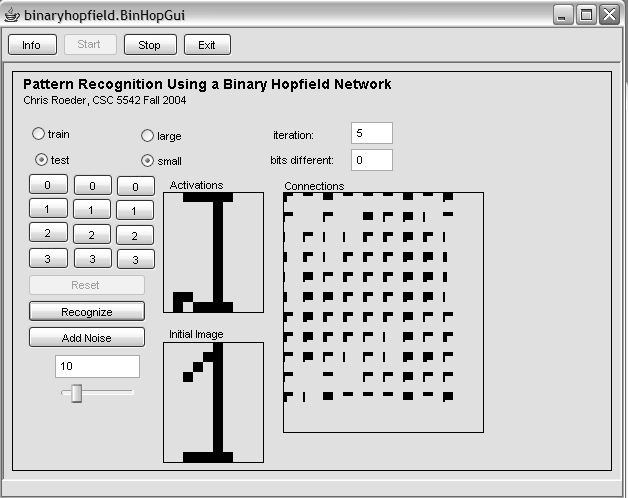 binaryhopfield.BinHopGui
Info Start Stop Exit
Pattern Recognition Using a Binary Hopfield Network
Chris Roeder, CSC 5542 Fall 2004
train large iteration: 5
test small bits different: 0
0 0 0 Activations Connections
1 1 1
2 2 2
3 3 3
Reset
Recognize
Add Noise Initial Image
10